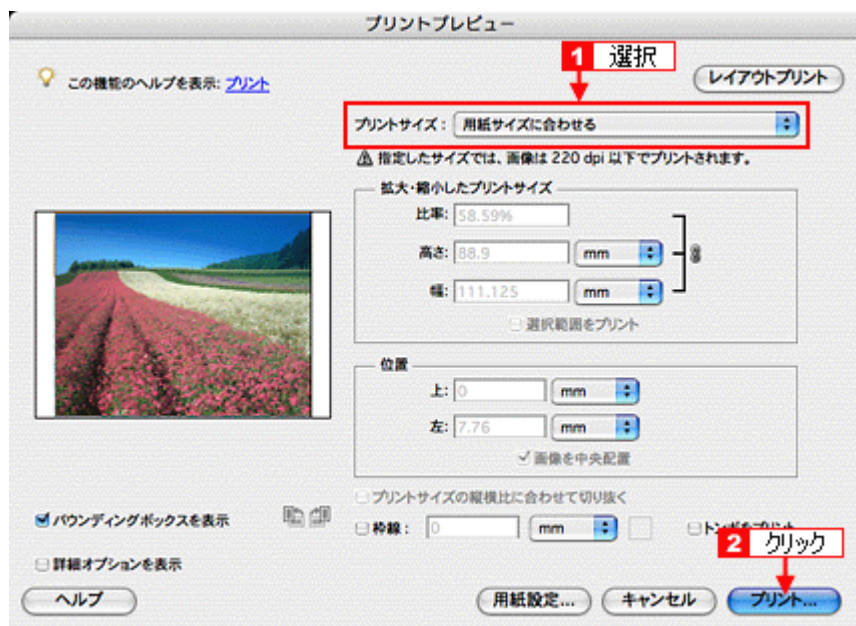 プリントプレビュー
1 選択
この機能のヘルプを表示: プリント
レイアウトプリント
プリントサイズ: 用紙サイズに合わせる
指定したサイズでは、画像は 220 dpi 以下でプリントされます。
拡大・縮小したプリントサイズ
比率: 58.59%
高さ: 88.9 mm
幅: 111.125 mm
選択範囲をプリント
位置
上: 0 mm
左: 7.76 mm
画像を中央配置
プリントサイズの縦横比に合わせて切り抜く
バウンディングボックスを表示
枠線: 0 mm
トンボをプリント
2 クリック
詳細オプションを表示
ヘルプ
用紙設定...
キャンセル
プリント...